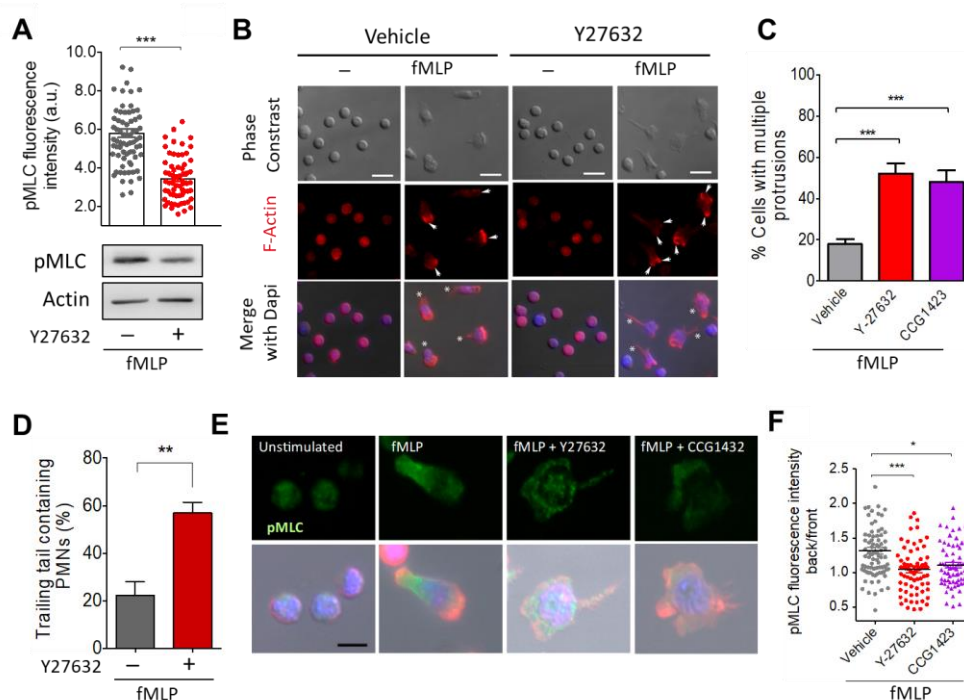 A
***
pMLC fluorescence
intensity (a.u.)
10.0
8.0
6.0
4.0
2.0
pMLC
Actin
Y27632
–
+
fMLP
B
Vehicle
Y27632
–
fMLP
–
fMLP
Phase
Constrast
F-Actin
Merge
with Dapi
*
*
*
*
*
*
*
*
C
% Cells with multiple
protrusions
100
80
60
40
20
0
***
***
Vehicle
Y-27632
CCG1423
fMLP
D
Trailing tail containing
PMNs (%)
80
60
40
20
0
**
Y27632
–
+
fMLP
E
Unstimulated
fMLP
fMLP + Y27632
fMLP + CCG1432
pMLC
F
*
***
pMLC fluorescence intensity
back/front
2.5
2.0
1.5
1.0
0.5
Vehicle
Y-27632
CCG1423
fMLP